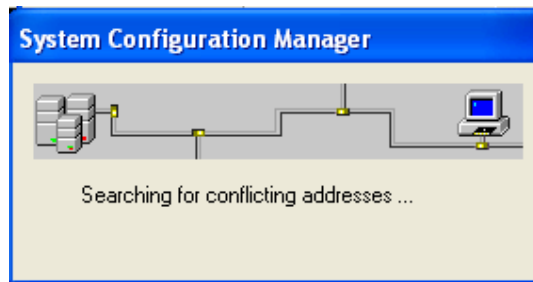 System Configuration Manager
Searching for conflicting addresses ...